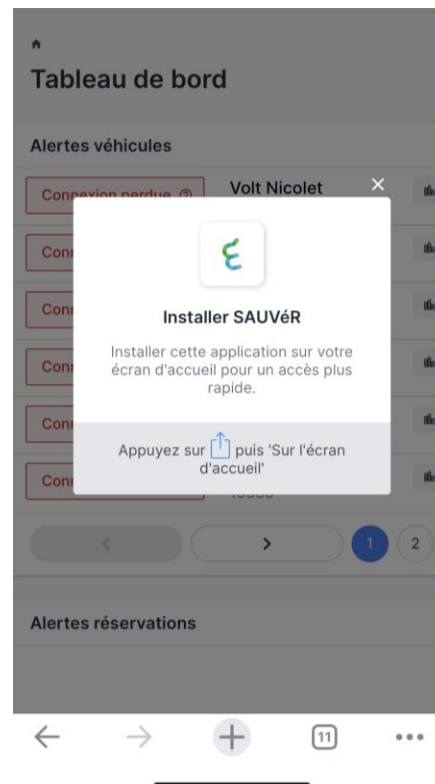 Tableau de bord
Alertes véhicules
Connexion perdue
Volt Nicolet
Installer SAUVéR
Installer cette application sur votre
écran d'accueil pour un accès plus
rapide.
Appuyez sur puis 'Sur l'écran
d'accueil'
1
2
Alertes réservations
11